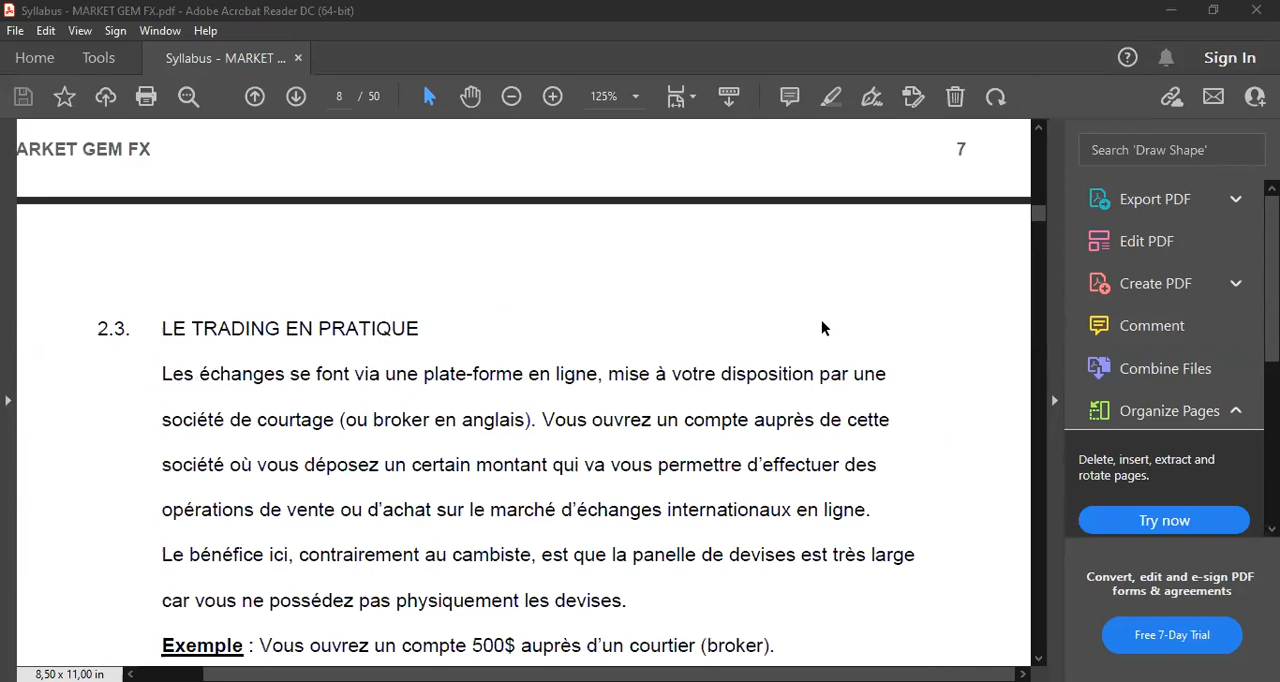 Syllabus - MARKET GEM FX.pdf - Adobe Acrobat Reader DC (64-bit)
File Edit View Sign Window Help
Home Tools Syllabus - MARKET ... × Sign In
8 / 50 125%
ARKET GEM FX 7
Search 'Draw Shape'
Export PDF
Edit PDF
Create PDF
Comment
Combine Files
Organize Pages
Delete, insert, extract and
rotate pages.
Try now
Convert, edit and e-sign PDF
forms & agreements
Free 7-Day Trial
2.3. LE TRADING EN PRATIQUE
Les échanges se font via une plate-forme en ligne, mise à votre disposition par une
société de courtage (ou broker en anglais). Vous ouvrez un compte auprès de cette
société où vous déposez un certain montant qui va vous permettre d'effectuer des
opérations de vente ou d'achat sur le marché d'échanges internationaux en ligne.
Le bénéfice ici, contrairement au cambiste, est que la panelle de devises est très large
car vous ne possédez pas physiquement les devises.
Exemple : Vous ouvrez un compte 500$ auprès d'un courtier (broker).
8,50 x 11,00 in